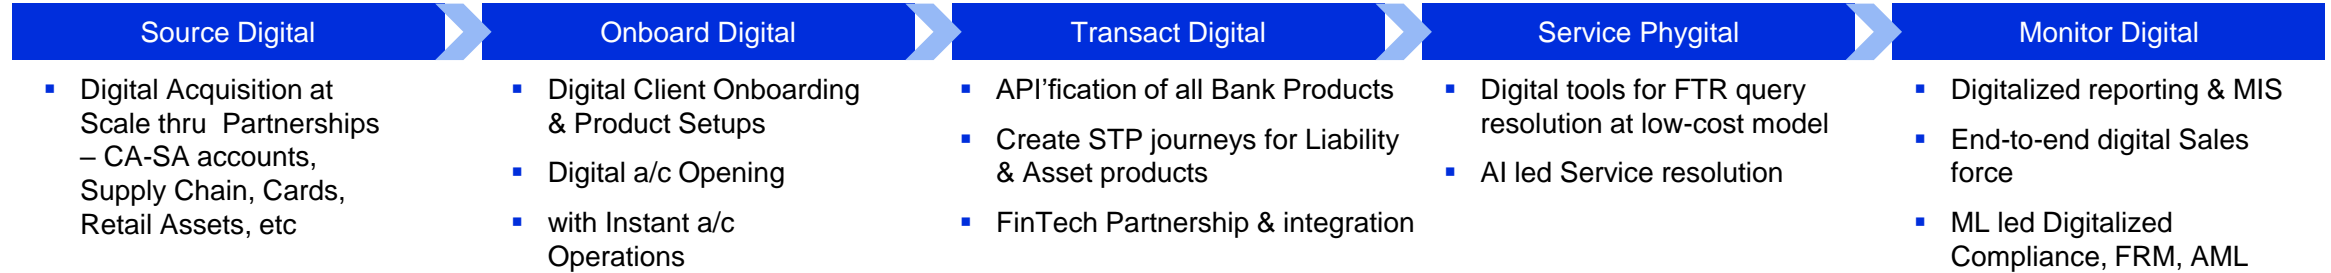 Source Digital
Onboard Digital
Transact Digital
Service Phygital
Monitor Digital
▪ Digital Acquisition at
Scale thru  Partnerships
– CA-SA accounts,
Supply Chain, Cards,
Retail Assets, etc
▪ Digital Client Onboarding
& Product Setups
▪ Digital a/c Opening
▪ with Instant a/c
Operations
▪ API’fication of all Bank Products
▪ Create STP journeys for Liability
& Asset products
▪ FinTech Partnership & integration
▪ Digital tools for FTR query
resolution at low-cost model
▪ AI led Service resolution
▪ Digitalized reporting & MIS
▪ End-to-end digital Sales
force
▪ ML led Digitalized
Compliance, FRM, AML